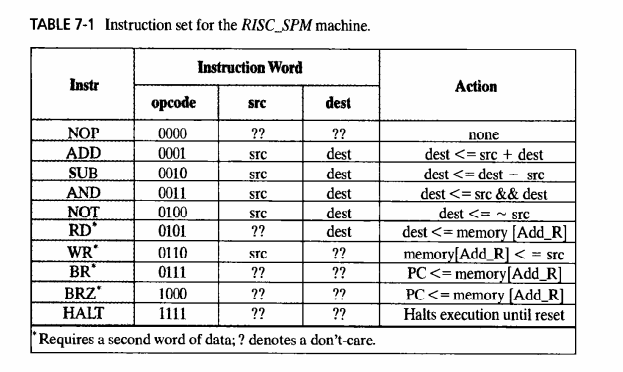 TABLE 7-1 Instruction set for the RISC_SPM machine.
Instr Instruction Word Action
opcode src dest
NOP 0000 ?? ?? none
ADD 0001 src dest dest <= src + dest
SUB 0010 src dest dest <= dest − src
AND 0011 src dest dest <= src && dest
NOT 0100 src dest dest <= ~ src
RD* 0101 ?? dest dest <= memory [Add_R]
WR* 0110 src ?? memory[Add_R] < = src
BR* 0111 ?? ?? PC <= memory[Add_R]
BRZ* 1000 ?? ?? PC <= memory [Add_R]
HALT 1111 ?? ?? Halts execution until reset
* Requires a second word of data; ? denotes a don't-care.